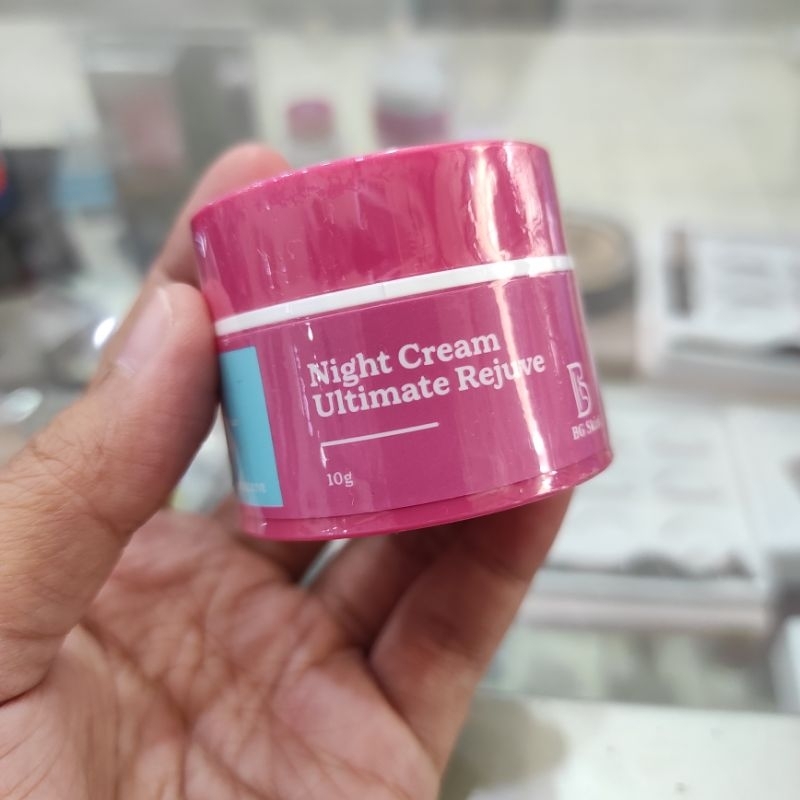 Night Cream
Ultimate Rejuve
10g
BG Skin